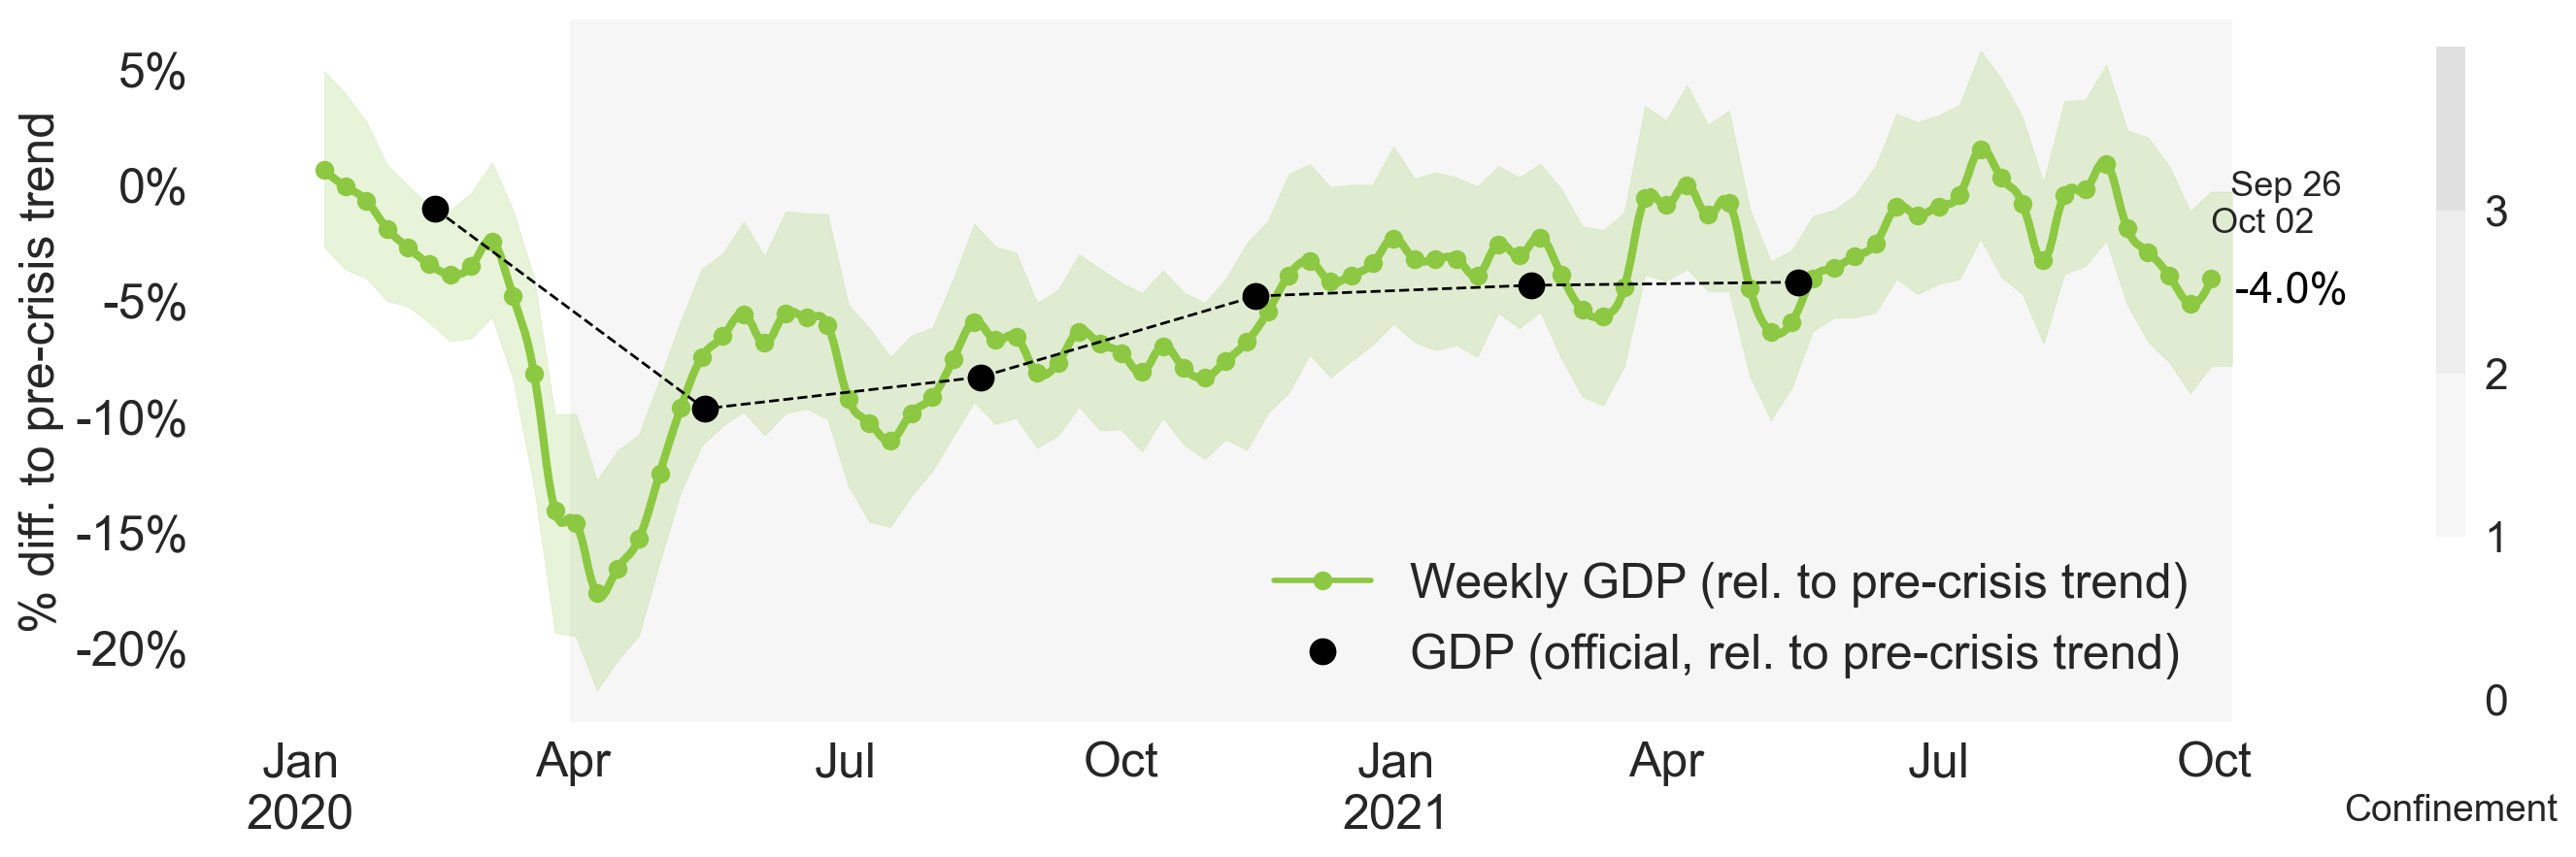 % diff. to pre-crisis trend
5%
0%
-5%
-10%
-15%
-20%
Sep 26
Oct 02
-4.0%
Weekly GDP (rel. to pre-crisis trend)
GDP (official, rel. to pre-crisis trend)
Jan Apr Jul Oct Jan Apr Jul Oct
2020 2021
3
2
1
0
Confinement